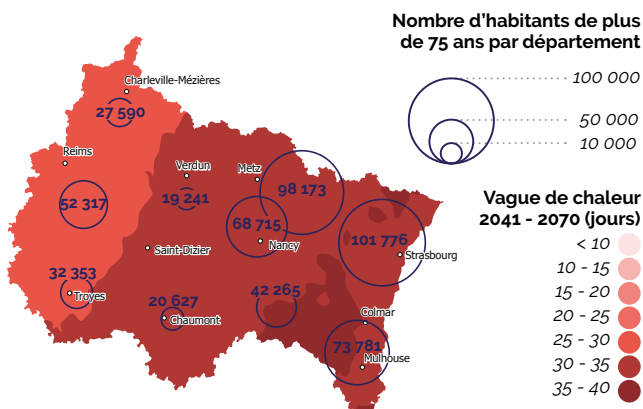 Nombre d'habitants de plus
de 75 ans par département
100 000
50 000
10 000
Charleville-Mézières
27 590
Reims
Verdun
Metz
52 317
19 241
98 173
68 715
Nancy
101 776
Strasbourg
Saint-Dizier
32 353
Troyes
20 627
Chaumont
42 265
Colmar
73 781
Mulhouse
Vague de chaleur
2041 - 2070 (jours)
< 10
10 - 15
15 - 20
20 - 25
25 - 30
30 - 35
35 - 40